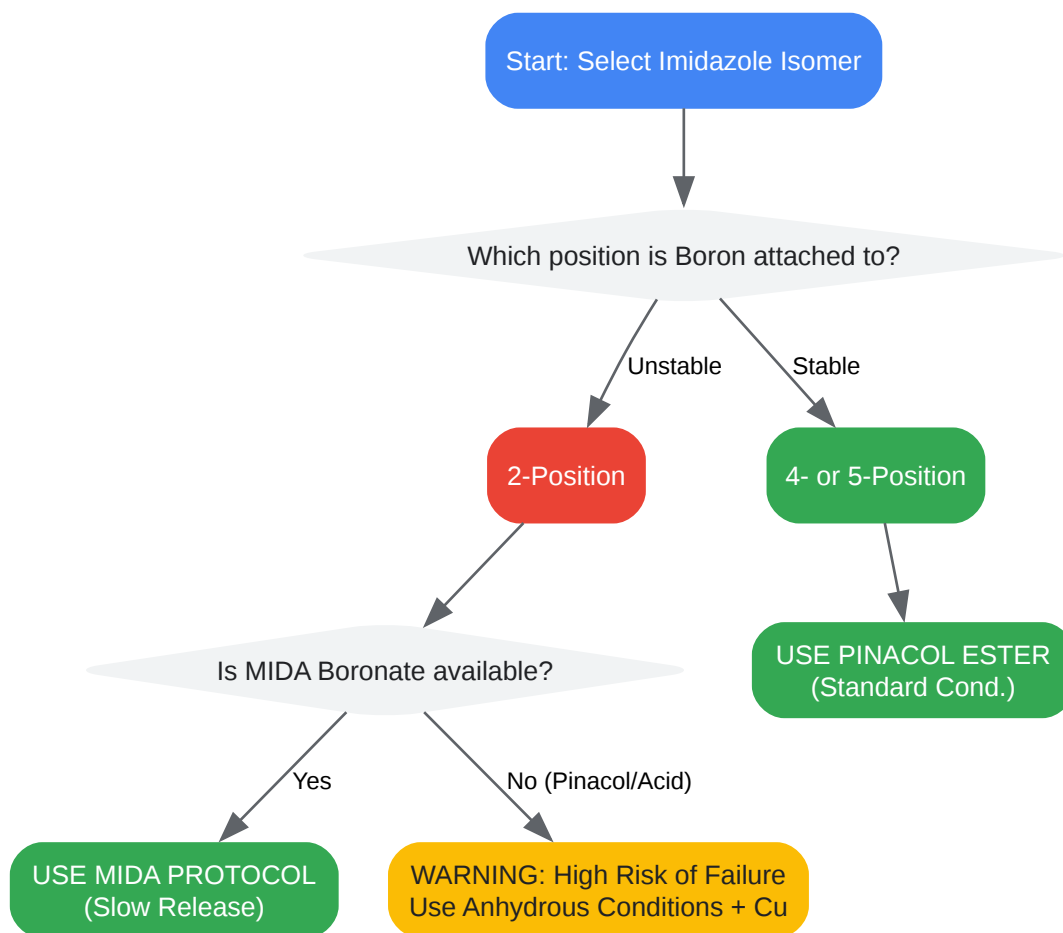 Start: Select Imidazole Isomer
Which position is Boron attached to?
Unstable
Stable
2-Position
4- or 5-Position
Is MIDA Boronate available?
USE PINACOL ESTER
(Standard Cond.)
Yes
No (Pinacol/Acid)
USE MIDA PROTOCOL
(Slow Release)
WARNING: High Risk of Failure
Use Anhydrous Conditions + Cu